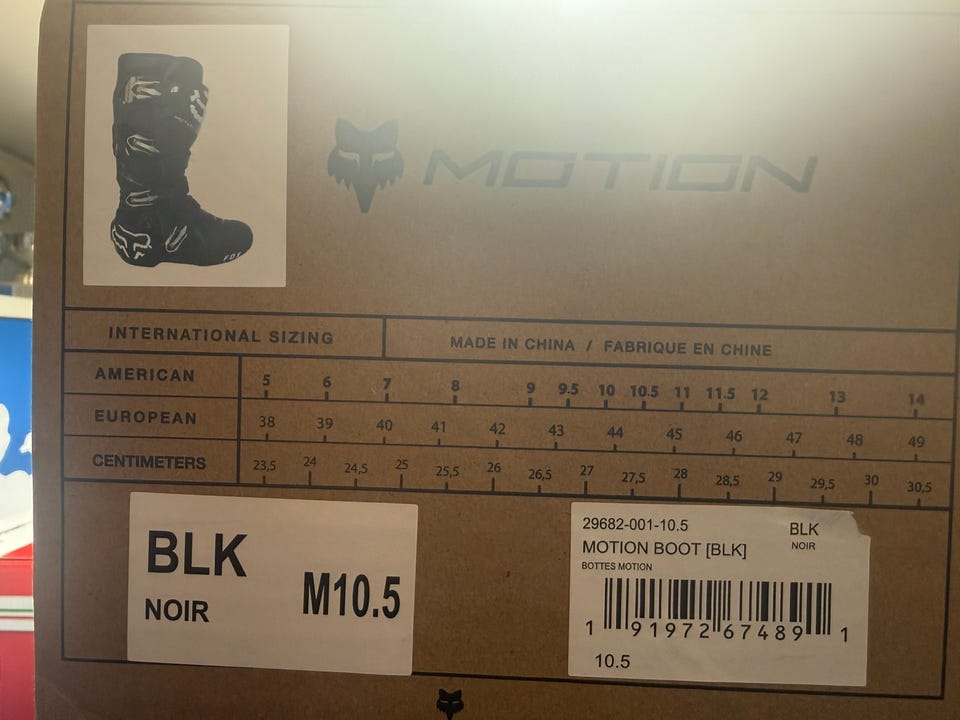 MOTION
INTERNATIONAL SIZING
MADE IN CHINA / FABRIQUE EN CHINE
AMERICAN 5 6 7 8 9 9.5 10 10.5 11 11.5 12 13 14
EUROPEAN 38 39 40 41 42 43 44 45 46 47 48 49
CENTIMETERS 23,5 24 24,5 25 25,5 26 26,5 27 27,5 28 28,5 29 29,5 30 30,5
BLK
NOIR
M10.5
29682-001-10.5
BLK
MOTION BOOT [BLK]
NOIR
BOTTES MOTION
1 91972 67489 1
10.5
FOX